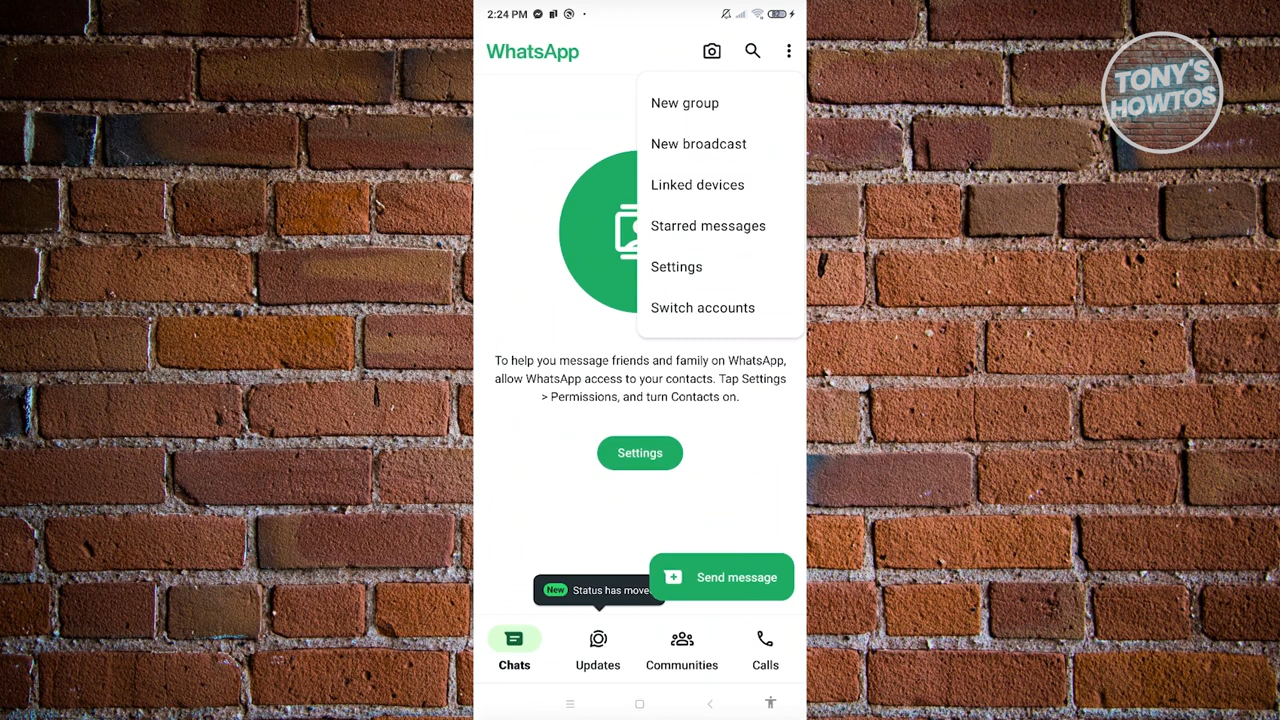 2:24 PM
WhatsApp
TONY'S
HOWTOS
New group
New broadcast
Linked devices
Starred messages
Settings
Switch accounts
To help you message friends and family on WhatsApp,
allow WhatsApp access to your contacts. Tap Settings
> Permissions, and turn Contacts on.
Settings
New Status has move
Send message
Chats Updates Communities Calls